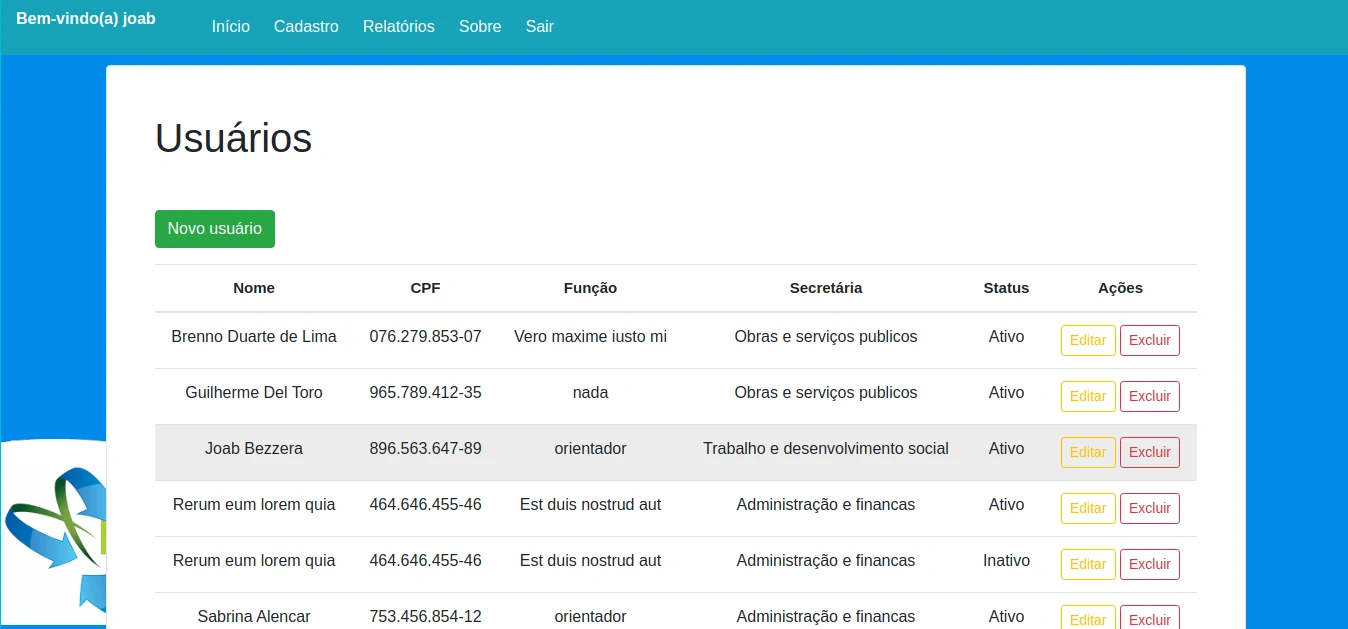 Bem-vindo(a) joab Início Cadastro Relatórios Sobre Sair
Usuários
Novo usuário
Nome CPF Função Secretária Status Ações
Brenno Duarte de Lima 076.279.853-07 Vero maxime iusto mi Obras e serviços publicos Ativo Editar Excluir
Guilherme Del Toro 965.789.412-35 nada Obras e serviços publicos Ativo Editar Excluir
Joab Bezzera 896.563.647-89 orientador Trabalho e desenvolvimento social Ativo Editar Excluir
Rerum eum lorem quia 464.646.455-46 Est duis nostrud aut Administração e financas Ativo Editar Excluir
Rerum eum lorem quia 464.646.455-46 Est duis nostrud aut Administração e financas Inativo Editar Excluir
Sabrina Alencar 753.456.854-12 orientador Administração e financas Ativo Editar Excluir